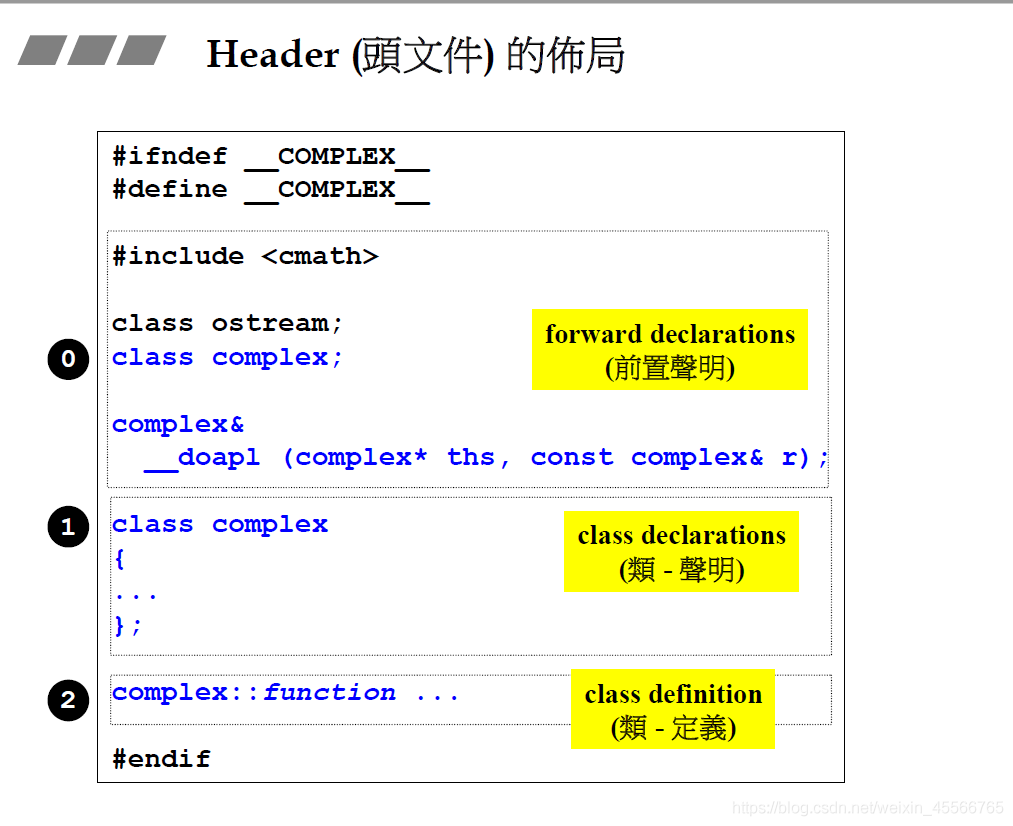 Header (頭文件) 的佈局
#ifndef __COMPLEX__
#define __COMPLEX__
#include <cmath>
class ostream;
class complex;
complex&
__doapl (complex* ths, const complex& r);
0
forward declarations
(前置聲明)
1
class complex
{
...
};
class declarations
(類 - 聲明)
2
complex::function ...
class definition
(類 - 定義)
#endif
https://blog.csdn.net/weixin_45566765